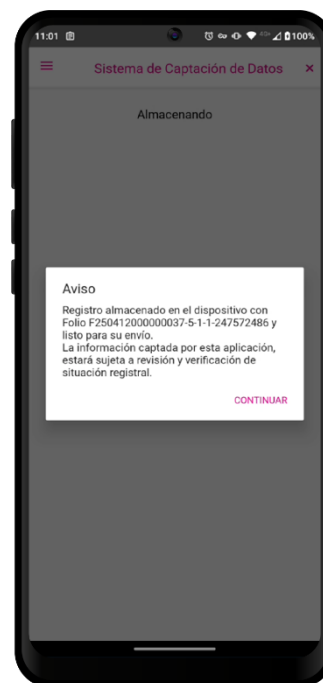 11:01
100%
Sistema de Captación de Datos
Almacenando
Aviso
Registro almacenado en el dispositivo con
Folio F250412000000037-5-1-1-247572486 y
listo para su envío.
La información captada por esta aplicación,
estará sujeta a revisión y verificación de
situación registral.
CONTINUAR